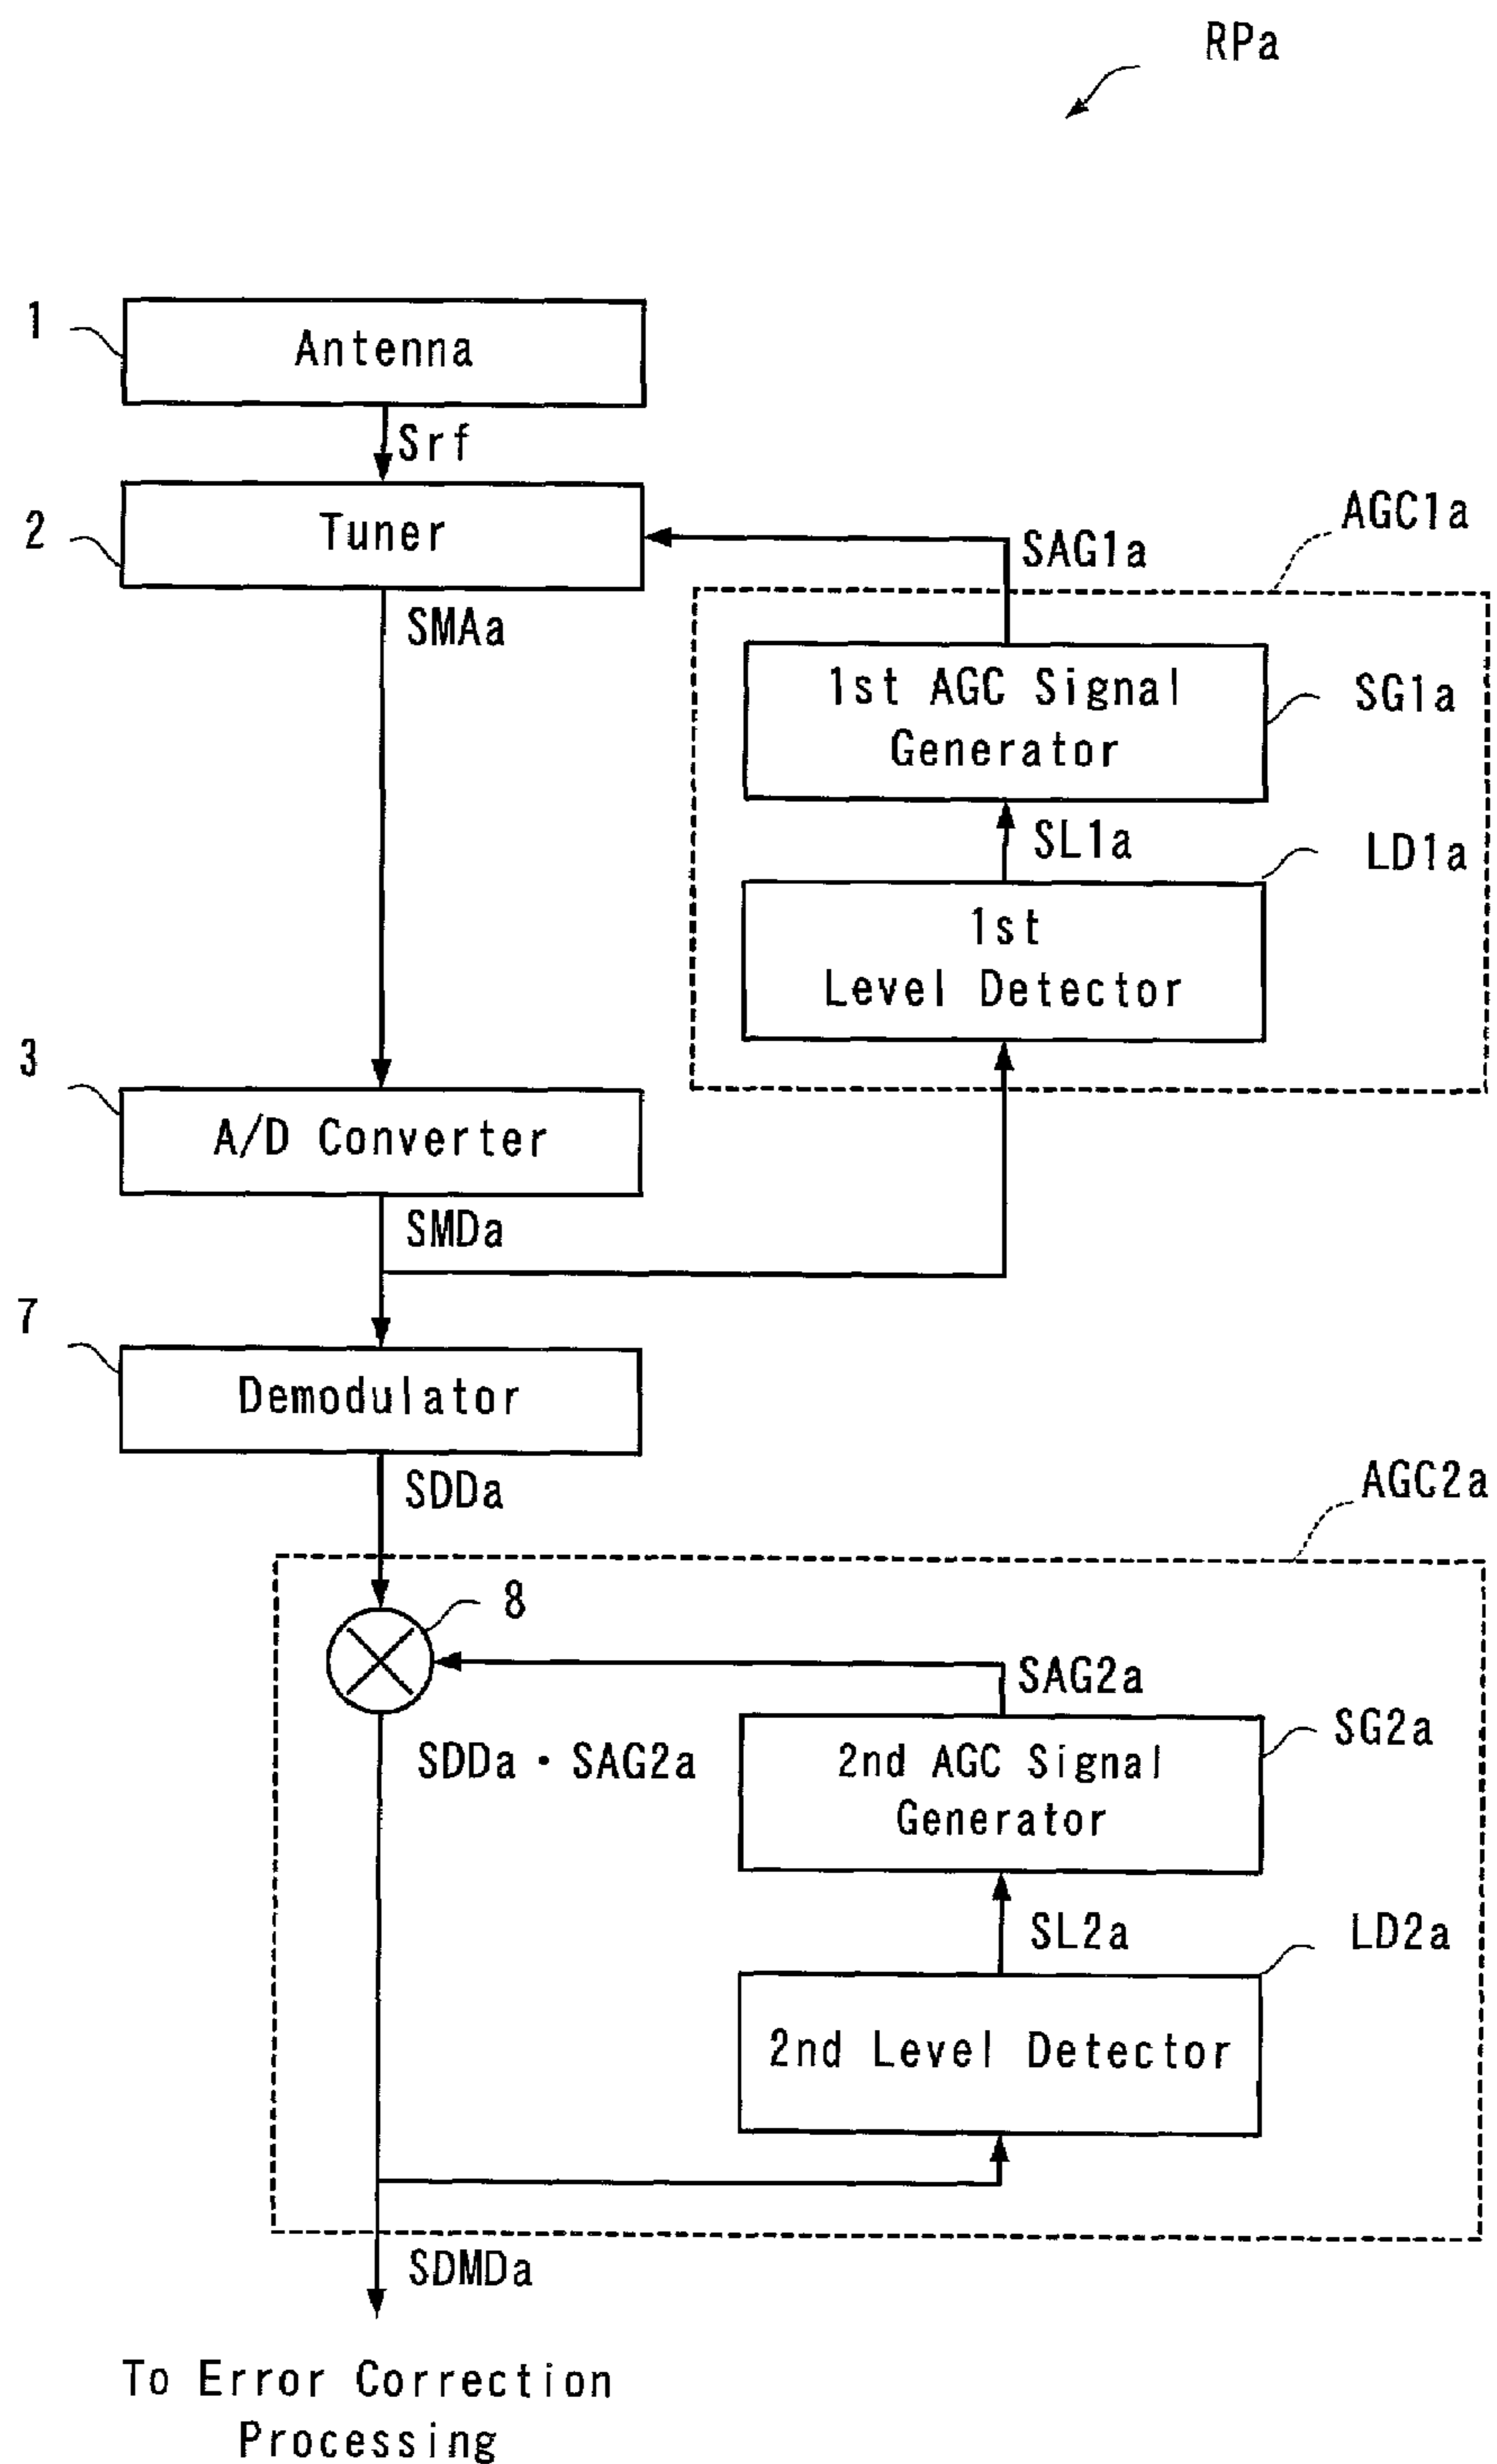 RPa
1
Antenna
Srf
2
Tuner
AGC1a
SAG1a
SMAa
1st AGC Signal
Generator
SG1a
SL1a
LD1a
1st
Level Detector
3
A/D Converter
SMDa
7
Demodulator
SDDa
AGC2a
8
SAG2a
SDDa・SAG2a
2nd AGC Signal
Generator
SG2a
SL2a
LD2a
2nd Level Detector
SDMDa
To Error Correction
Processing